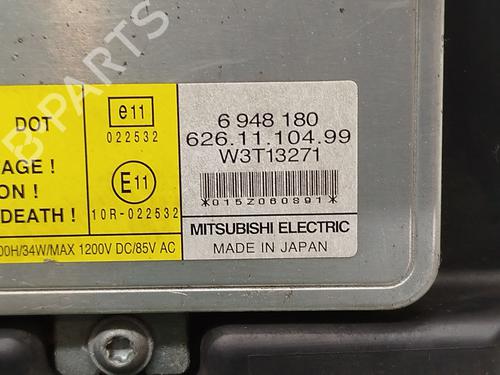 DOT
AGE !
ON !
DEATH !
00H/34W/MAX 1200V DC/85V AC
e11
022532
E11
10R-022532
6 948 180
626.11.104.99
W3T13271
*015Z060891*
MITSUBISHI ELECTRIC
MADE IN JAPAN
B-PARTS